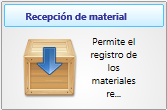 Recepción de material
Permite el
registro de
los
materiales
re...